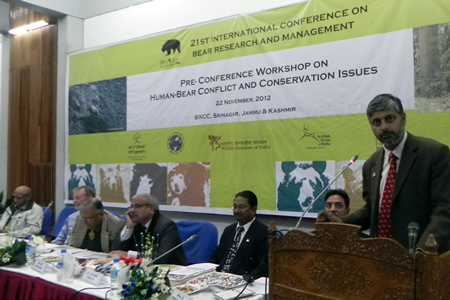 21ST INTERNATIONAL CONFERENCE ON
BEAR RESEARCH AND MANAGEMENT
PRE-CONFERENCE WORKSHOP ON
HUMAN-BEAR CONFLICT AND CONSERVATION ISSUES
22 NOVEMBER, 2012
SKICC, SRINAGAR, JAMMU & KASHMIR